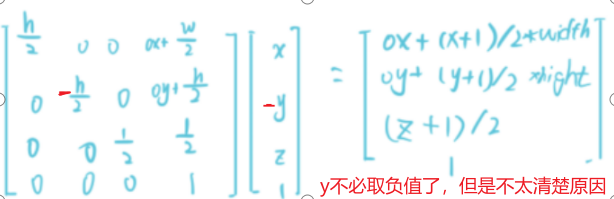 h/2 0 0 ox+ w/2 x ox + (x+1)/2*width
0 -h/2 0 oy+ h/2 -y = oy+ (y+1)/2 *hight
0 0 1/2 1/2 z (z+1)/2
0 0 0 1 1 1
y不必取负值了，但是不太清楚原因